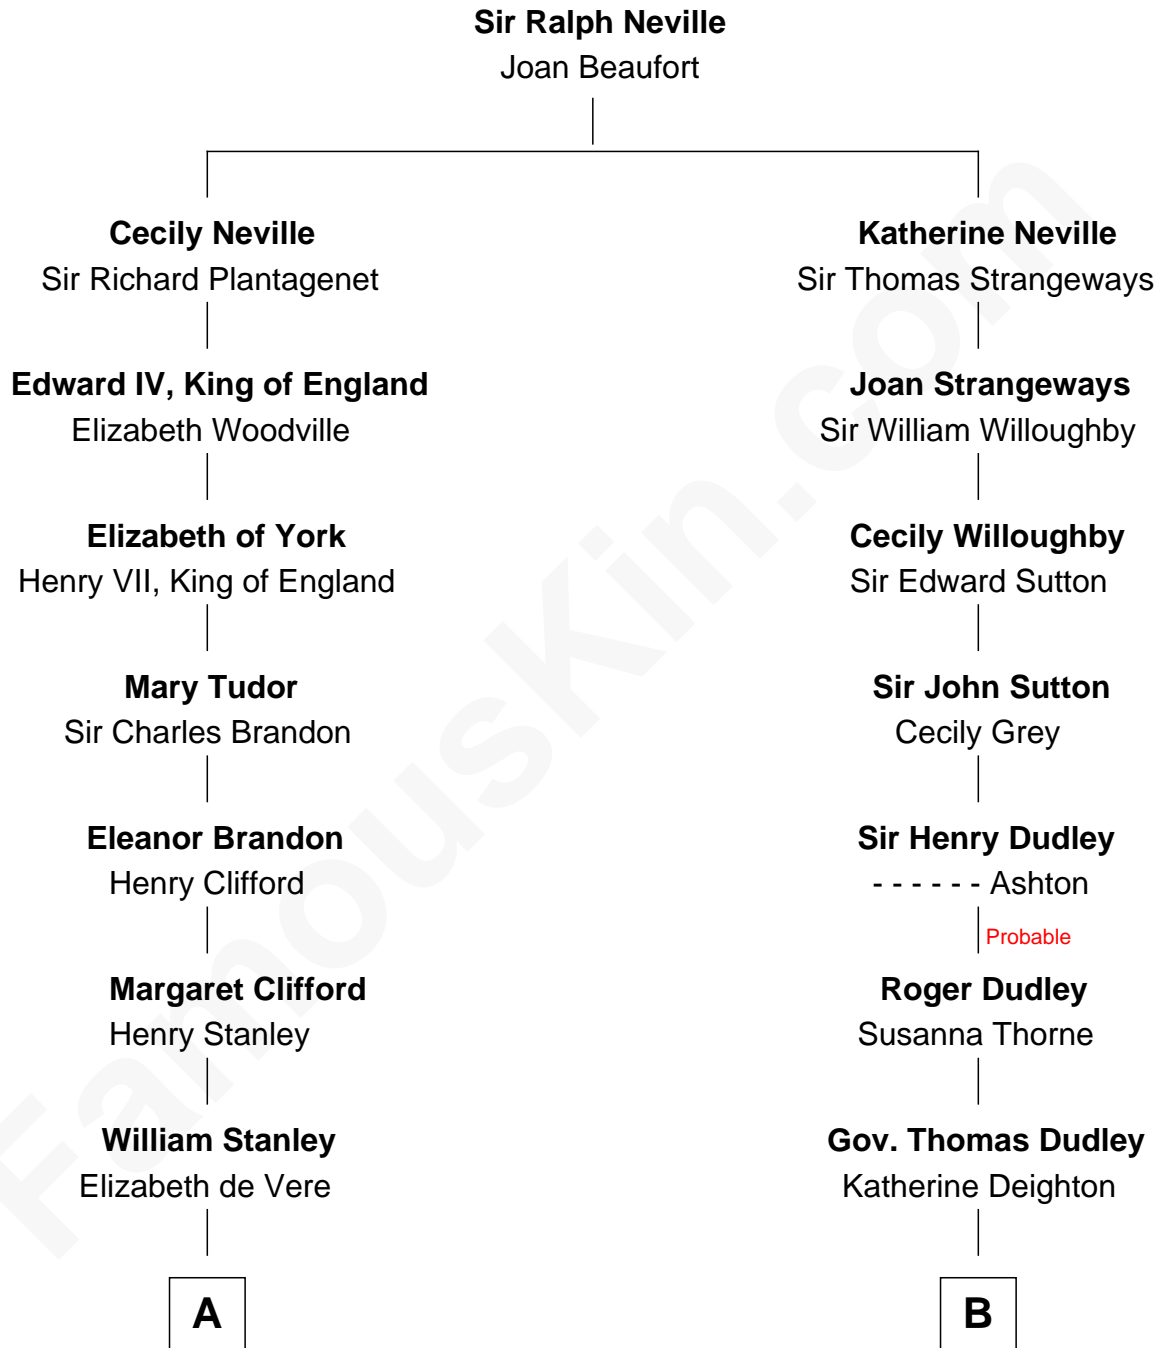 Sir Ralph Neville
Joan Beaufort
Cecily Neville
Sir Richard Plantagenet
Katherine Neville
Sir Thomas Strangeways
Edward IV, King of England
Elizabeth Woodville
Joan Strangeways
Sir William Willoughby
Elizabeth of York
Henry VII, King of England
Cecily Willoughby
Sir Edward Sutton
Mary Tudor
Sir Charles Brandon
Sir John Sutton
Cecily Grey
Eleanor Brandon
Henry Clifford
Sir Henry Dudley
- - - - - - Ashton
Probable
Margaret Clifford
Henry Stanley
Roger Dudley
Susanna Thorne
William Stanley
Elizabeth de Vere
Gov. Thomas Dudley
Katherine Deighton
A
B
FamousKin.com